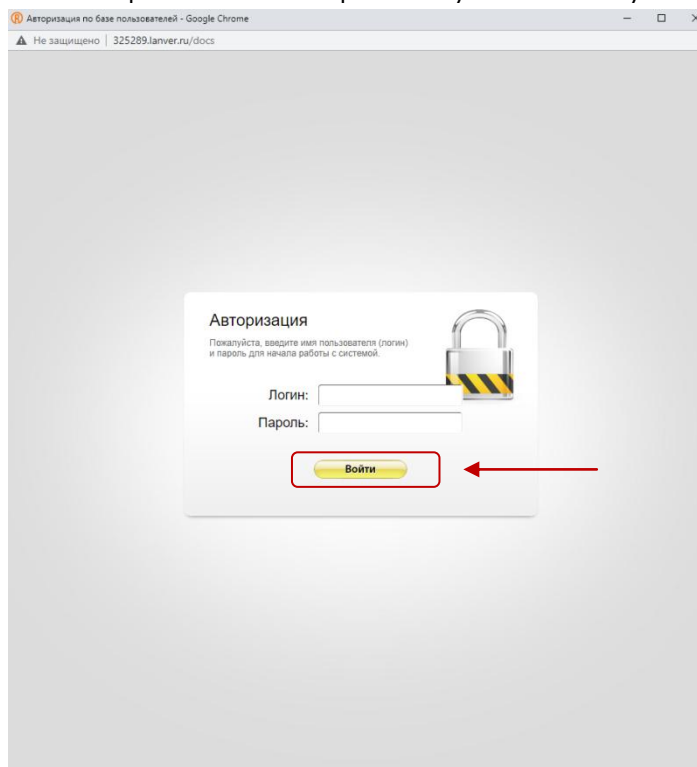 Авторизация по базе пользователей - Google Chrome
Не защищено | 325289.lanver.ru/docs
Авторизация
Пожалуйста, введите имя пользователя (логин)
и пароль для начала работы с системой.
Логин:
Пароль:
Войти